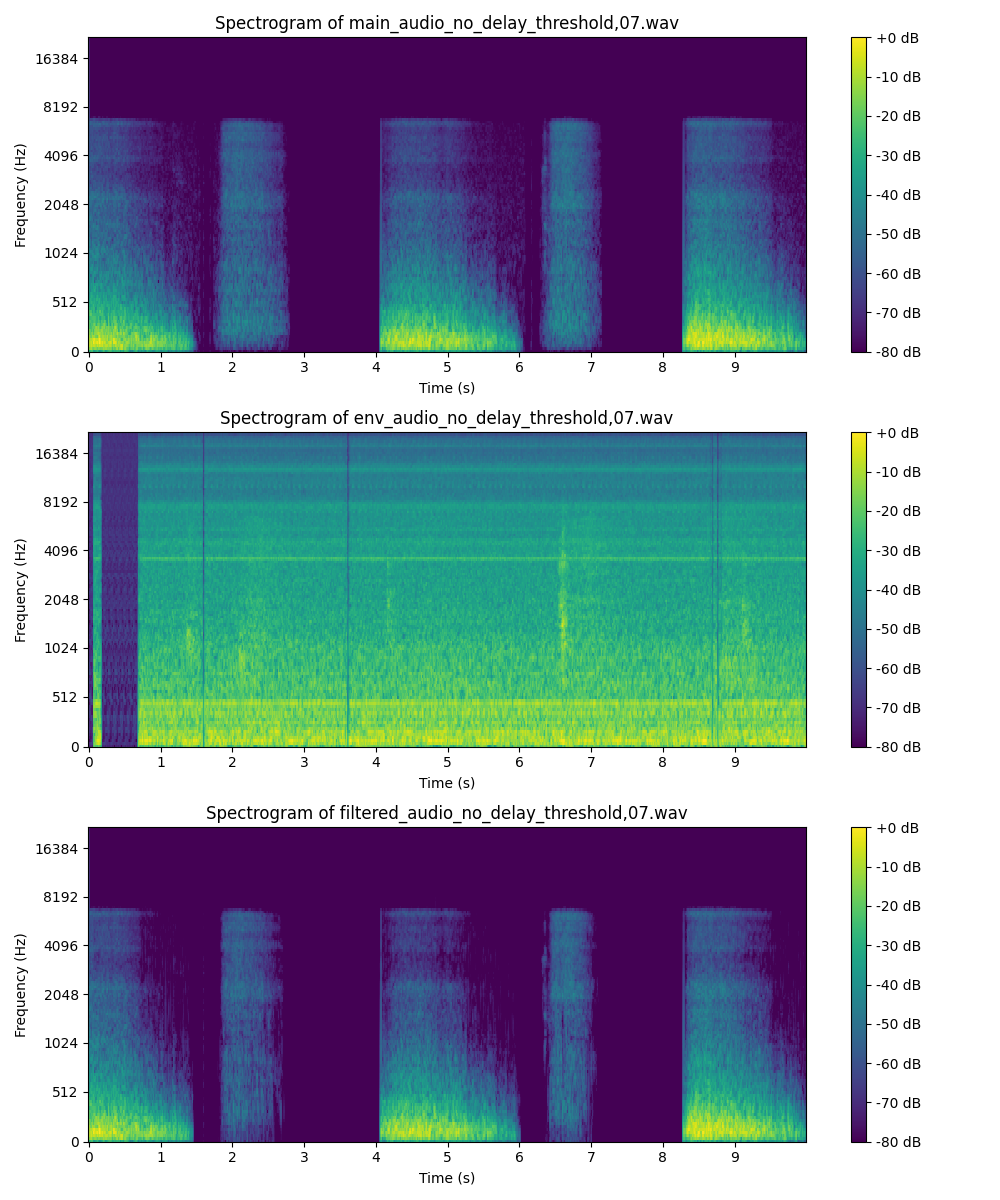 Spectrogram of main_audio_no_delay_threshold,07.wav
16384
8192
4096
2048
1024
512
0
Frequency (Hz)
0 1 2 3 4 5 6 7 8 9
Time (s)
+0 dB
-10 dB
-20 dB
-30 dB
-40 dB
-50 dB
-60 dB
-70 dB
-80 dB
Spectrogram of env_audio_no_delay_threshold,07.wav
16384
8192
4096
2048
1024
512
0
Frequency (Hz)
0 1 2 3 4 5 6 7 8 9
Time (s)
+0 dB
-10 dB
-20 dB
-30 dB
-40 dB
-50 dB
-60 dB
-70 dB
-80 dB
Spectrogram of filtered_audio_no_delay_threshold,07.wav
16384
8192
4096
2048
1024
512
0
Frequency (Hz)
0 1 2 3 4 5 6 7 8 9
Time (s)
+0 dB
-10 dB
-20 dB
-30 dB
-40 dB
-50 dB
-60 dB
-70 dB
-80 dB